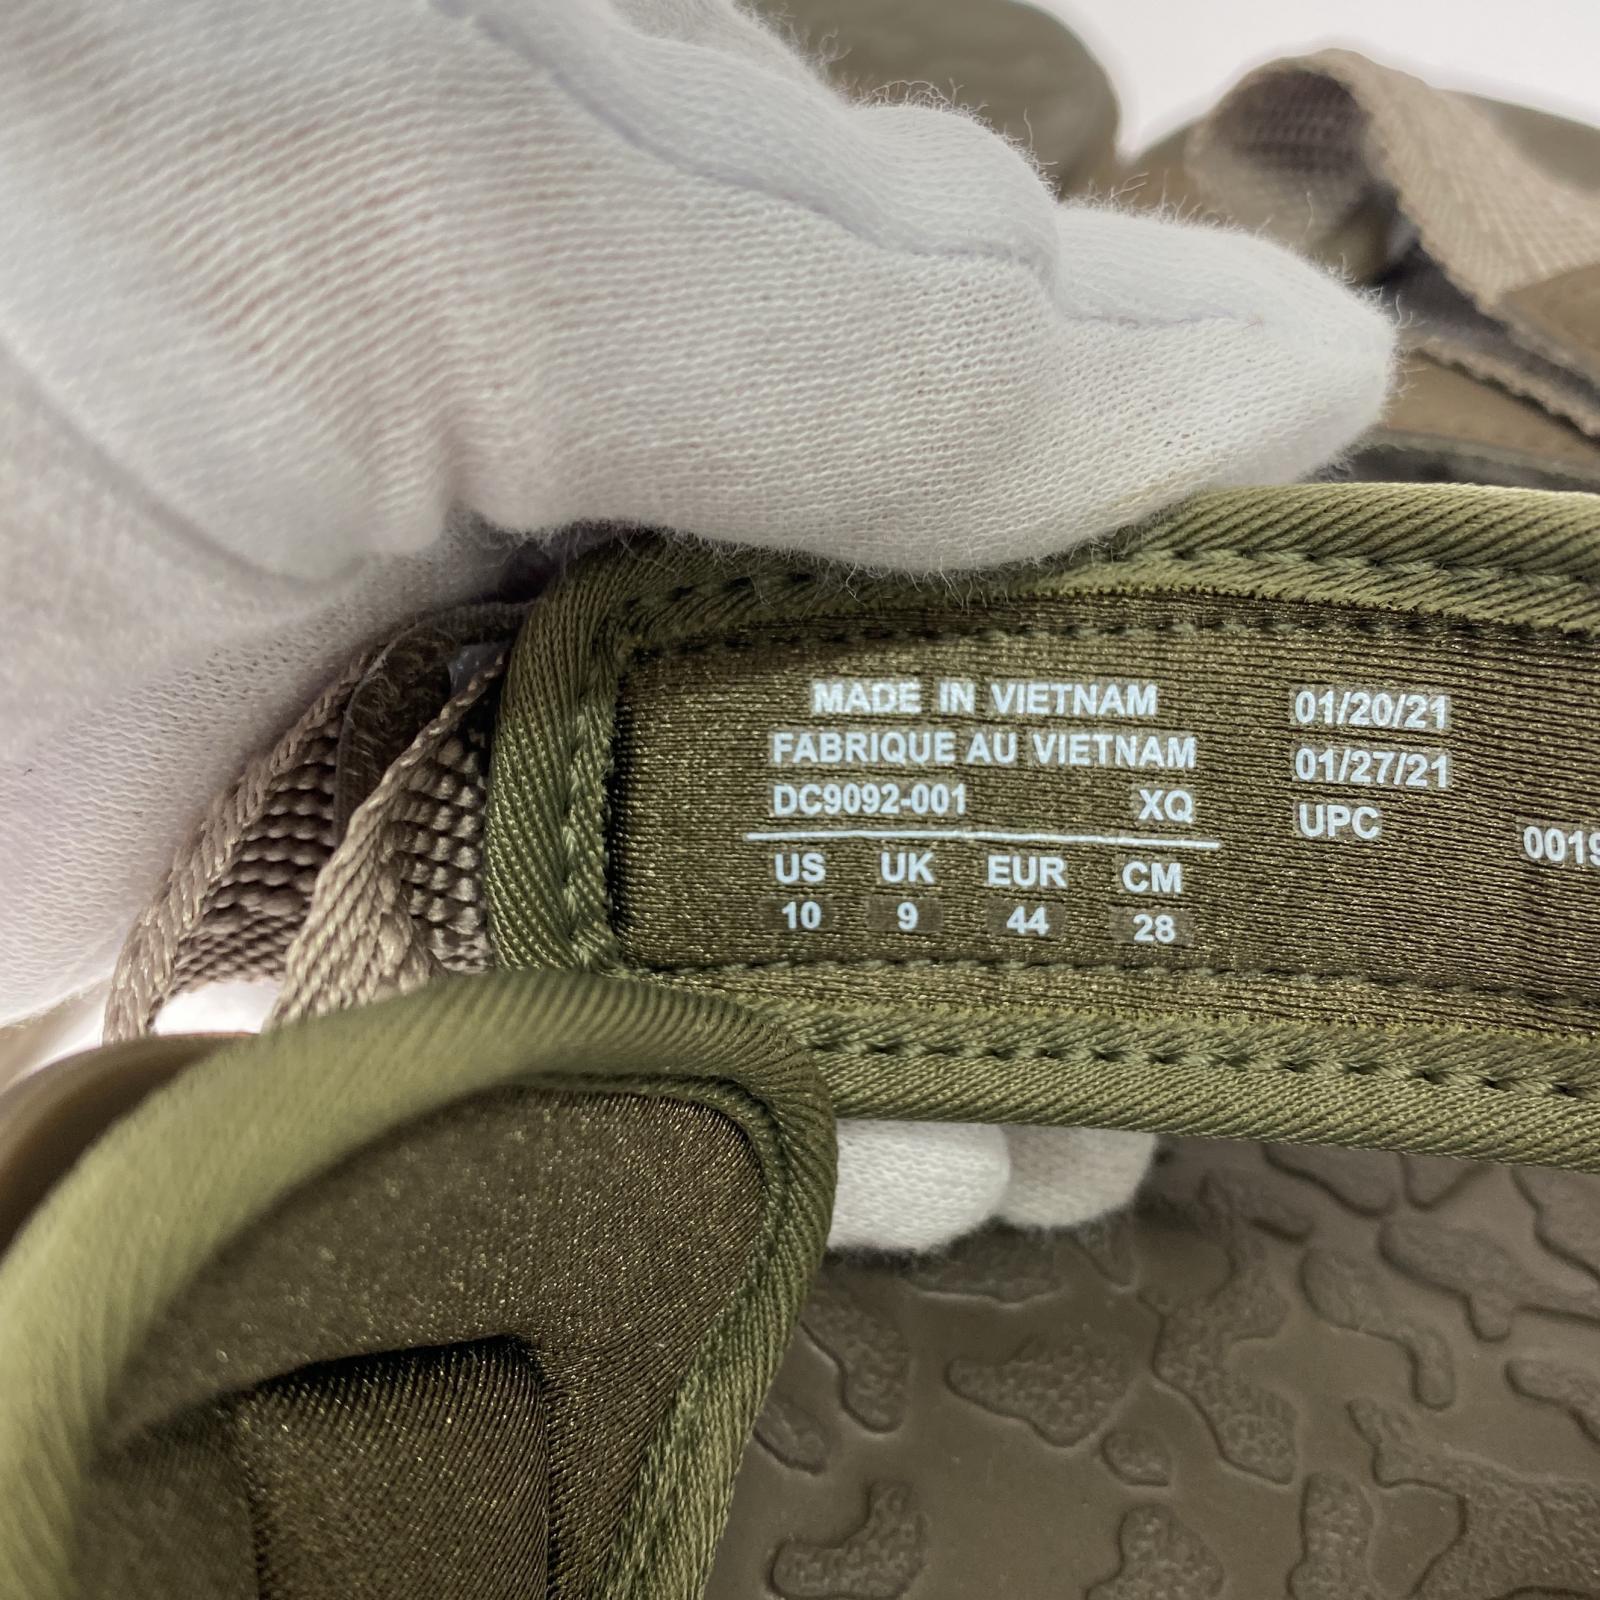 MADE IN VIETNAM
FABRIQUE AU VIETNAM
DC9092-001 XQ
US UK EUR CM
10 9 44 28
01/20/21
01/27/21
UPC 0019